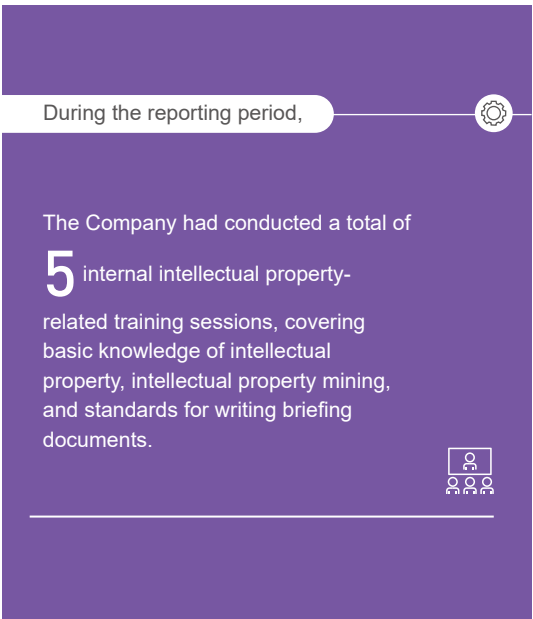 During the reporting period,
The Company had conducted a total of
5 internal intellectual property-
related training sessions, covering
basic knowledge of intellectual
property, intellectual property mining,
and standards for writing briefing
documents.